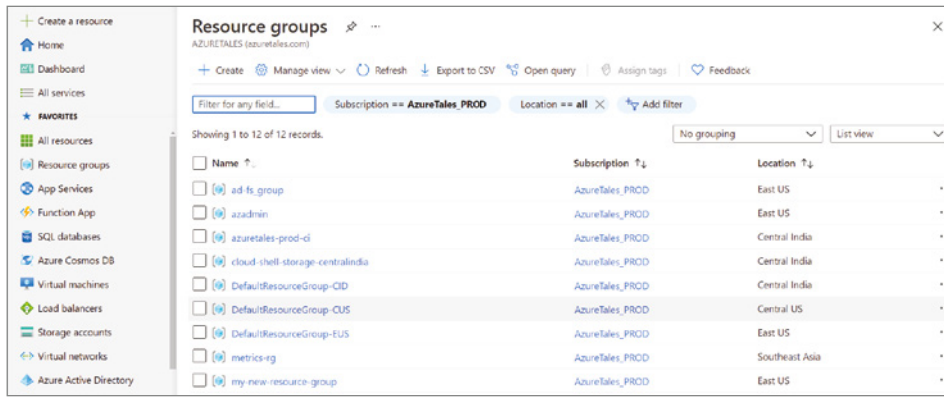 Create a resource
Home
Dashboard
All services
FAVORITES
All resources
Resource groups
App Services
Function App
SQL databases
Azure Cosmos DB
Virtual machines
Load balancers
Storage accounts
Virtual networks
Azure Active Directory
Resource groups
AZURETALES (azuretales.com)
Create Manage view Refresh Export to CSV Open query Assign tags Feedback
Filter for any field... Subscription == AzureTales_PROD Location == all Add filter
Showing 1 to 12 of 12 records. No grouping List view
Name Subscription Location
ad-fs_group AzureTales_PROD East US
azadmin AzureTales_PROD East US
azuretales-prod-ci AzureTales_PROD Central India
cloud-shell-storage-centralindia AzureTales_PROD Central India
DefaultResourceGroup-CID AzureTales_PROD Central India
DefaultResourceGroup-CUS AzureTales_PROD Central US
DefaultResourceGroup-EUS AzureTales_PROD East US
metrics-rg AzureTales_PROD Southeast Asia
my-new-resource-group AzureTales_PROD East US